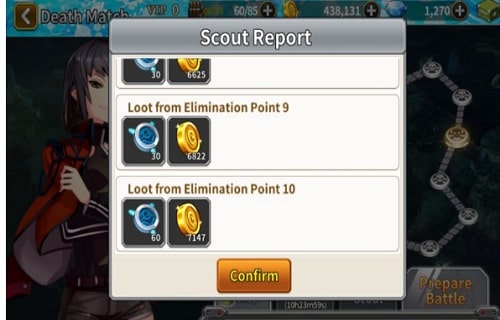 Death Match VIP 0 60/85 438,131 1,270
Scout Report
30 6625
Loot from Elimination Point 9
30 6822
Loot from Elimination Point 10
60 7147
Confirm
Prepare
Battle
(10h23m59s) Scout